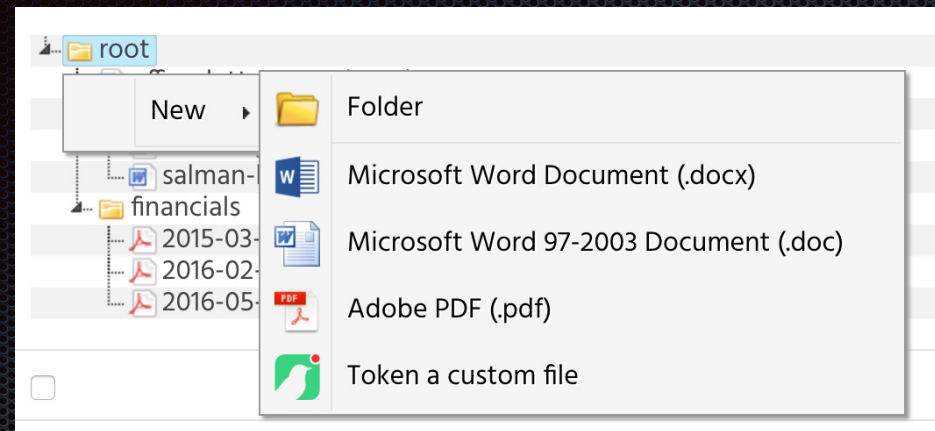 root
New
Folder
Microsoft Word Document (.docx)
salman-
Microsoft Word 97-2003 Document (.doc)
financials
2015-03-
2016-02-
2016-05-
PDF
Adobe PDF (.pdf)
Token a custom file